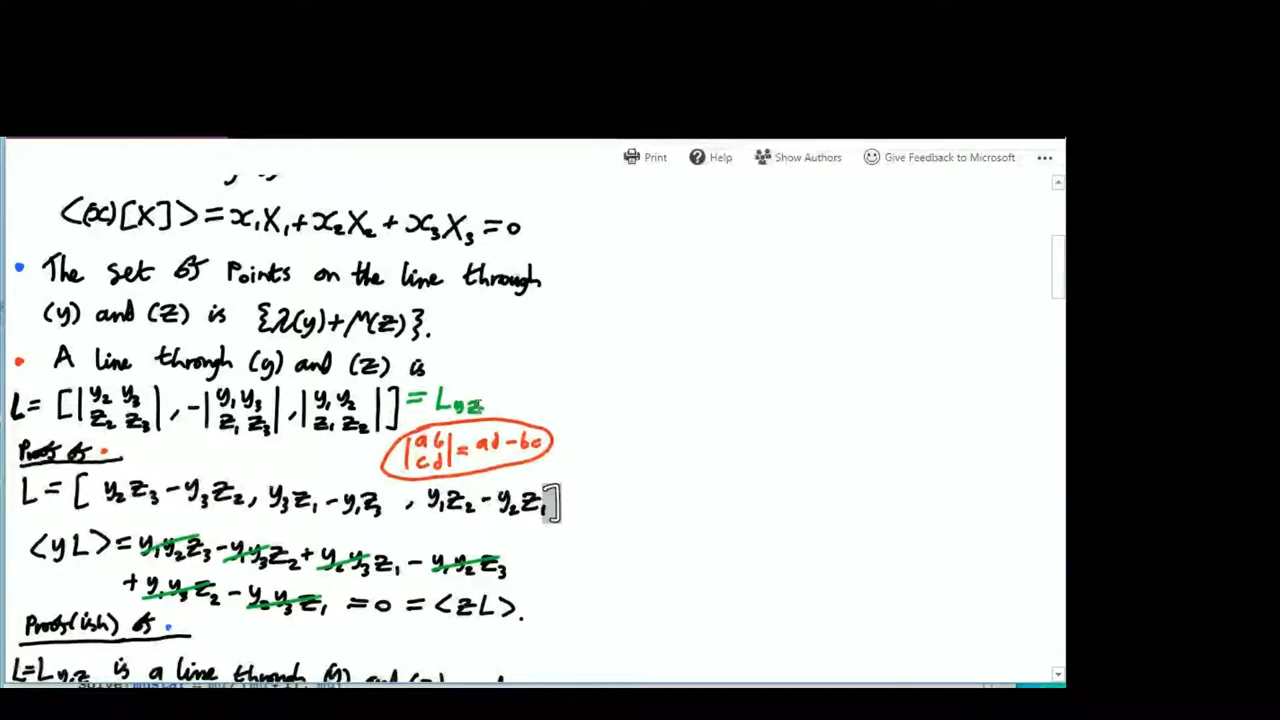 Print Help Show Authors Give Feedback to Microsoft
<(x)[X]> = x₁X₁ + x₂X₂ + x₃X₃ = 0
• The set of Points on the line through
(y) and (z) is {λ(y)+μ(z)}.
• A line through (y) and (z) is
L = [|y₂ y₃ z₂ z₃|, -|y₁ y₃ z₁ z₃|, |y₁ y₂ z₁ z₂|] = L_yz
|a b c d| = ad - bc
Proof of •
L = [ y₂z₃ - y₃z₂, y₃z₁ - y₁z₃, y₁z₂ - y₂z₁]
<yL> = y₁y₂z₃ - y₁y₃z₂ + y₂y₃z₁ - y₁y₂z₃
+ y₁y₃z₂ - y₂y₃z₁ = 0 = <zL>.
Proof(ish) of •
L = L_y,z is a line through (y) and